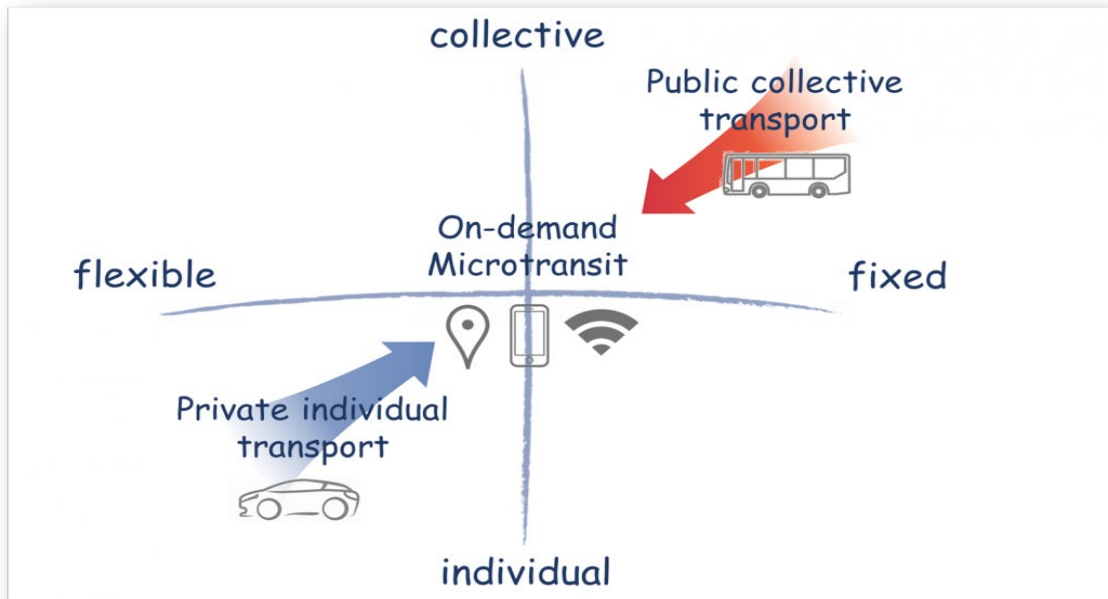 collective
Public collective
transport
On-demand
Microtransit
flexible
fixed
Private individual
transport
individual